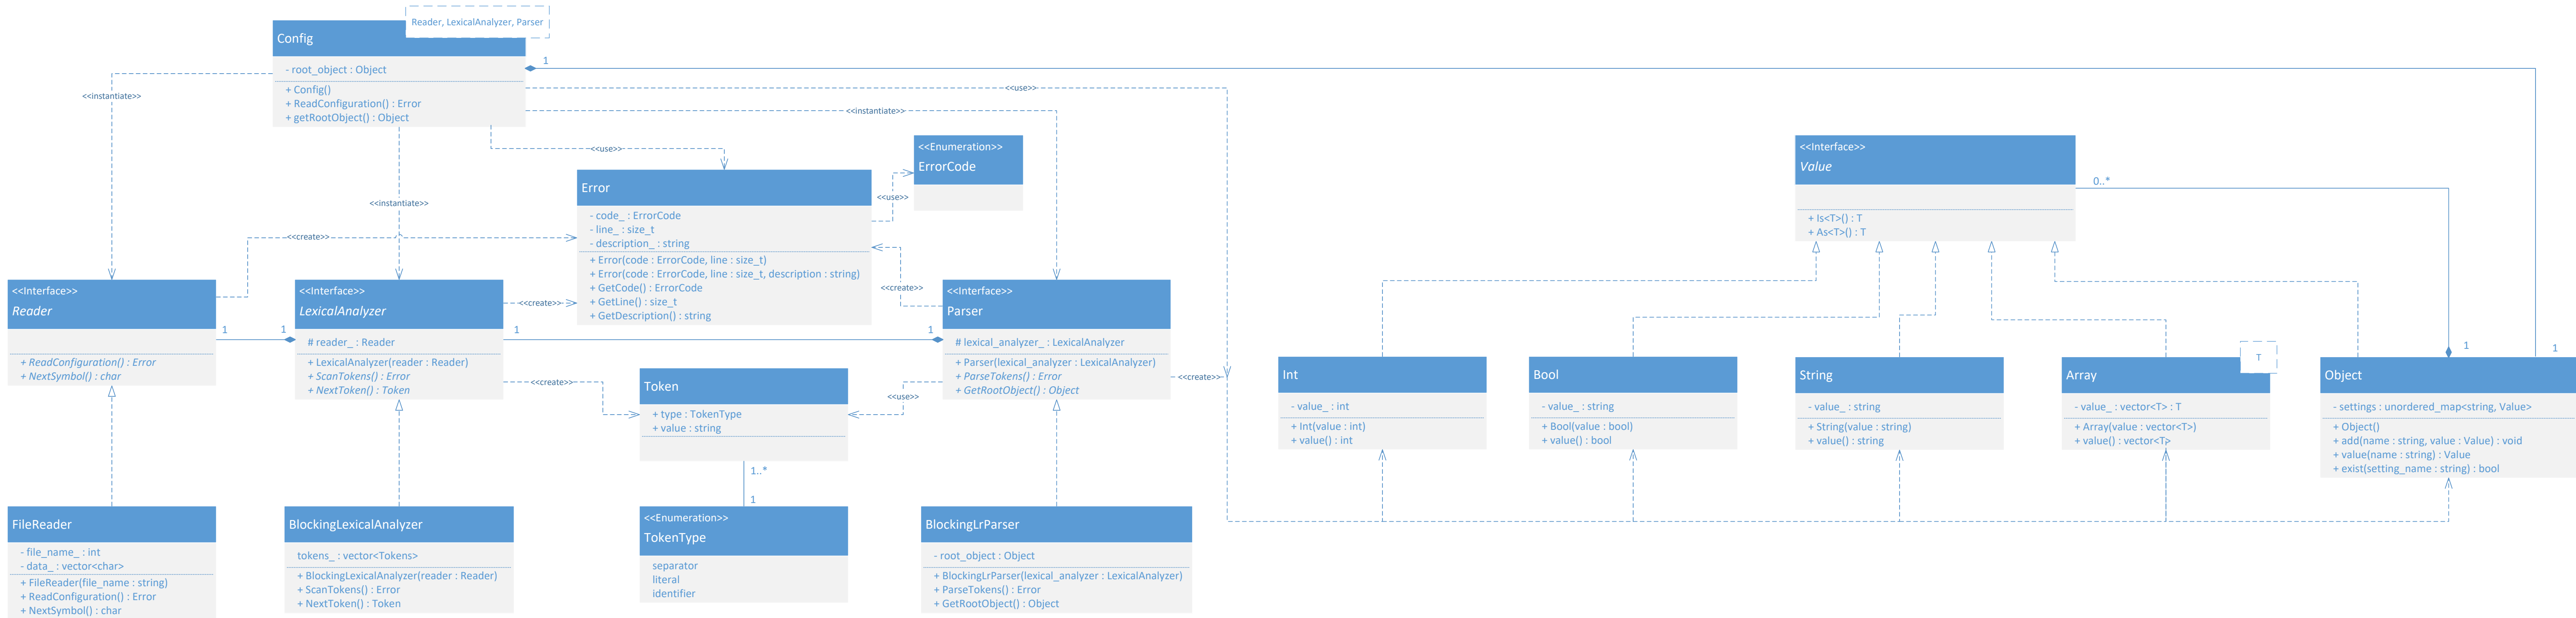 Reader, LexicalAnalyzer, Parser
Config
- root_object : Object
+ Config()
+ ReadConfiguration() : Error
+ getRootObject() : Object
1
<<instantiate>>
<<use>>
<<instantiate>>
<<use>>
<<instantiate>>
<<Enumeration>>
ErrorCode
<<use>>
Error
- code_ : ErrorCode
- line_ : size_t
- description_ : string
+ Error(code : ErrorCode, line : size_t)
+ Error(code : ErrorCode, line : size_t, description : string)
+ GetCode() : ErrorCode
+ GetLine() : size_t
+ GetDescription() : string
<<create>>
<<create>>
<<create>>
<<Interface>>
Value
+ Is<T>() : T
+ As<T>() : T
0..*
<<Interface>>
Reader
+ ReadConfiguration() : Error
+ NextSymbol() : char
1
1
<<Interface>>
LexicalAnalyzer
# reader_ : Reader
+ LexicalAnalyzer(reader : Reader)
+ ScanTokens() : Error
+ NextToken() : Token
1
1
<<Interface>>
Parser
# lexical_analyzer_ : LexicalAnalyzer
+ Parser(lexical_analyzer : LexicalAnalyzer)
+ ParseTokens() : Error
+ GetRootObject() : Object
<<create>>
<<create>>
<<use>>
Token
+ type : TokenType
+ value : string
1..*
1
Int
- value_ : int
+ Int(value : int)
+ value() : int
Bool
- value_ : string
+ Bool(value : bool)
+ value() : bool
String
- value_ : string
+ String(value : string)
+ value() : string
T
Array
- value_ : vector<T> : T
+ Array(value : vector<T>)
+ value() : vector<T>
1
1
Object
- settings : unordered_map<string, Value>
+ Object()
+ add(name : string, value : Value) : void
+ value(name : string) : Value
+ exist(setting_name : string) : bool
FileReader
- file_name_ : int
- data_ : vector<char>
+ FileReader(file_name : string)
+ ReadConfiguration() : Error
+ NextSymbol() : char
BlockingLexicalAnalyzer
tokens_ : vector<Tokens>
+ BlockingLexicalAnalyzer(reader : Reader)
+ ScanTokens() : Error
+ NextToken() : Token
<<Enumeration>>
TokenType
separator
literal
identifier
BlockingLrParser
- root_object : Object
+ BlockingLrParser(lexical_analyzer : LexicalAnalyzer)
+ ParseTokens() : Error
+ GetRootObject() : Object